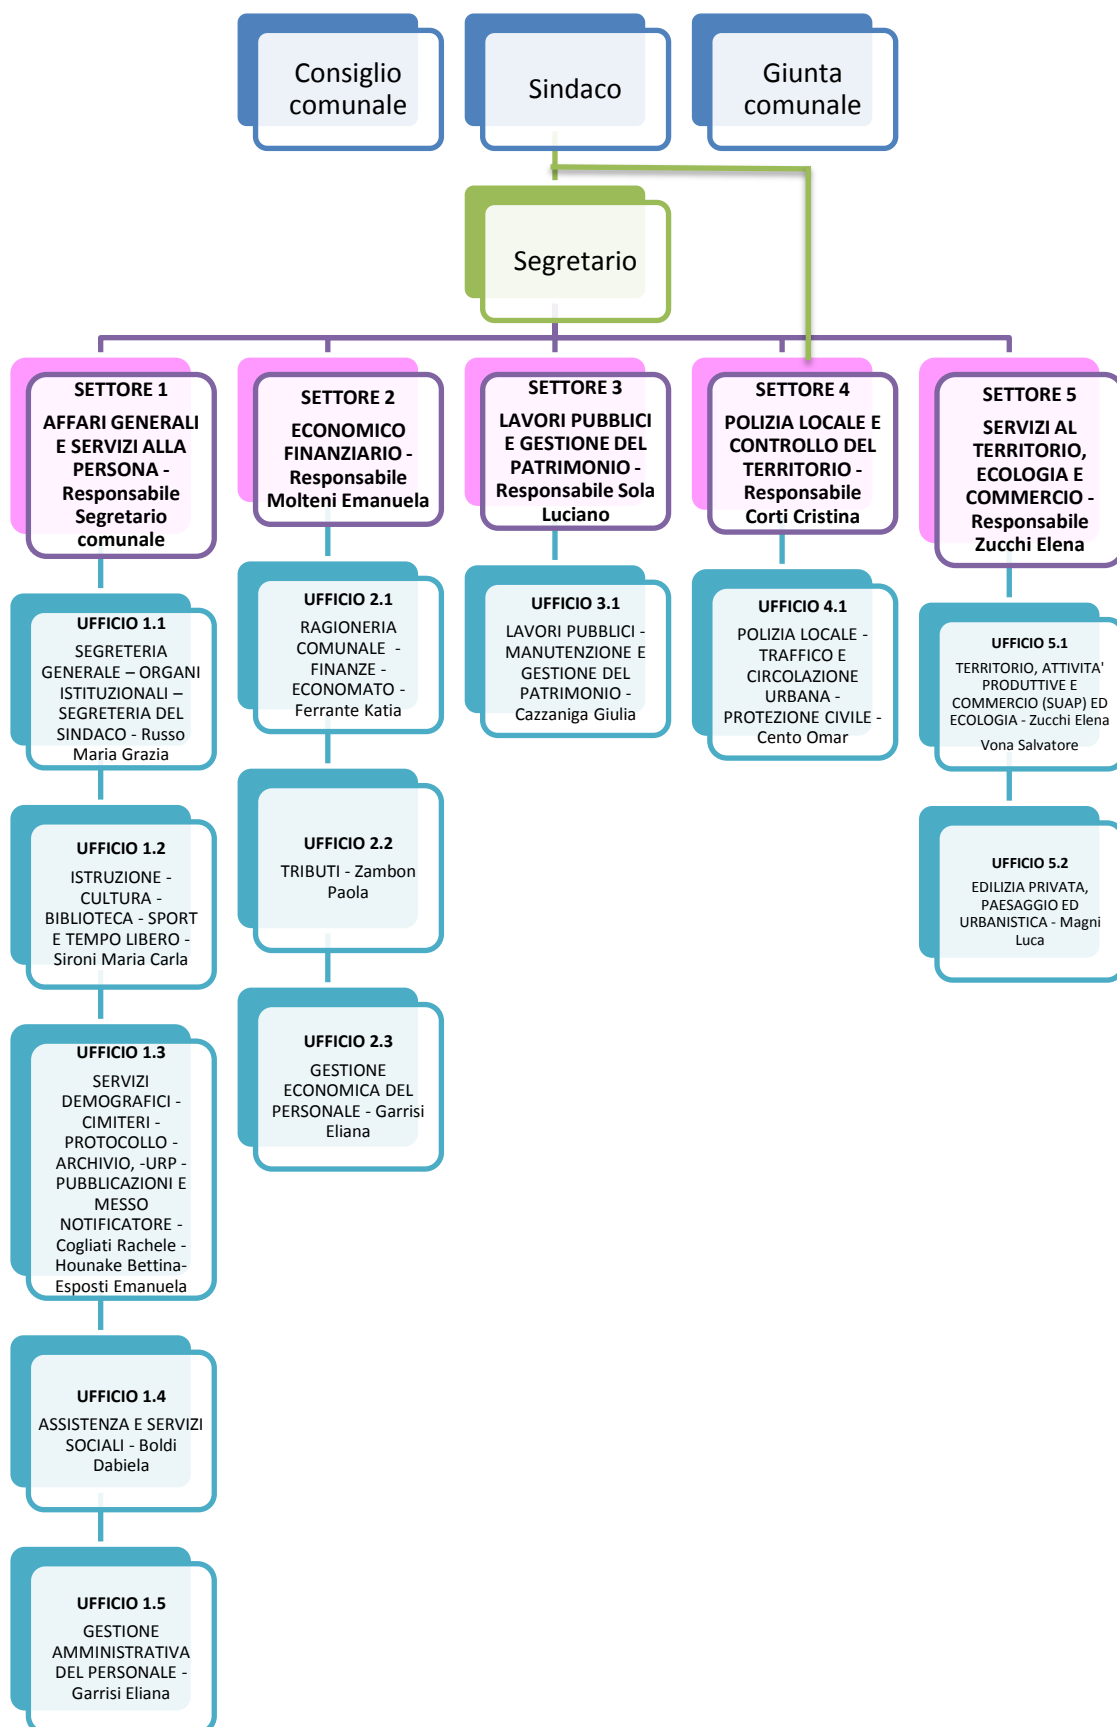 Consiglio
comunale
Sindaco
Giunta
comunale
Segretario
SETTORE 1
AFFARI GENERALI
E SERVIZI ALLA
PERSONA -
Responsabile
Segretario
comunale
UFFICIO 1.1
SEGRETERIA
GENERALE – ORGANI
ISTITUZIONALI –
SEGRETERIA DEL
SINDACO - Russo
Maria Grazia
UFFICIO 1.2
ISTRUZIONE -
CULTURA -
BIBLIOTECA - SPORT
E TEMPO LIBERO -
Sironi Maria Carla
UFFICIO 1.3
SERVIZI
DEMOGRAFICI -
CIMITERI -
PROTOCOLLO -
ARCHIVIO, -URP -
PUBBLICAZIONI E
MESSO
NOTIFICATORE -
Cogliati Rachele -
Hounake Bettina-
Esposti Emanuela
UFFICIO 1.4
ASSISTENZA E SERVIZI
SOCIALI - Boldi
Dabiela
UFFICIO 1.5
GESTIONE
AMMINISTRATIVA
DEL PERSONALE -
Garrisi Eliana
SETTORE 2
ECONOMICO
FINANZIARIO -
Responsabile
Molteni Emanuela
UFFICIO 2.1
RAGIONERIA
COMUNALE -
FINANZE -
ECONOMATO -
Ferrante Katia
UFFICIO 2.2
TRIBUTI - Zambon
Paola
UFFICIO 2.3
GESTIONE
ECONOMICA DEL
PERSONALE - Garrisi
Eliana
SETTORE 3
LAVORI PUBBLICI
E GESTIONE DEL
PATRIMONIO -
Responsabile Sola
Luciano
UFFICIO 3.1
LAVORI PUBBLICI -
MANUTENZIONE E
GESTIONE DEL
PATRIMONIO -
Cazzaniga Giulia
SETTORE 4
POLIZIA LOCALE E
CONTROLLO DEL
TERRITORIO -
Responsabile
Corti Cristina
UFFICIO 4.1
POLIZIA LOCALE -
TRAFFICO E
CIRCOLAZIONE
URBANA -
PROTEZIONE CIVILE -
Cento Omar
SETTORE 5
SERVIZI AL
TERRITORIO,
ECOLOGIA E
COMMERCIO -
Responsabile
Zucchi Elena
UFFICIO 5.1
TERRITORIO, ATTIVITA'
PRODUTTIVE E
COMMERCIO (SUAP) ED
ECOLOGIA - Zucchi Elena
Vona Salvatore
UFFICIO 5.2
EDILIZIA PRIVATA,
PAESAGGIO ED
URBANISTICA - Magni
Luca